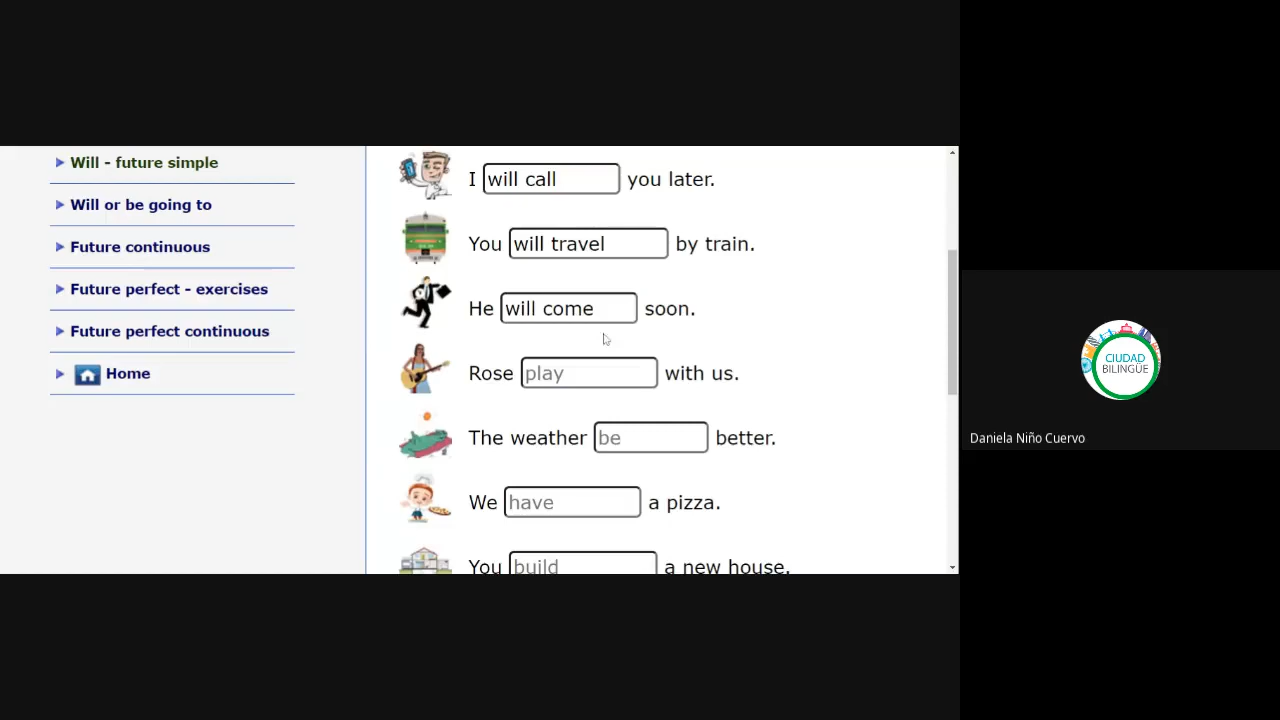 Will - future simple
Will or be going to
Future continuous
Future perfect - exercises
Future perfect continuous
Home
I will call you later.
You will travel by train.
He will come soon.
Rose play with us.
The weather be better.
We have a pizza.
You build a new house.
CIUDAD
BILINGÜE
Daniela Niño Cuervo